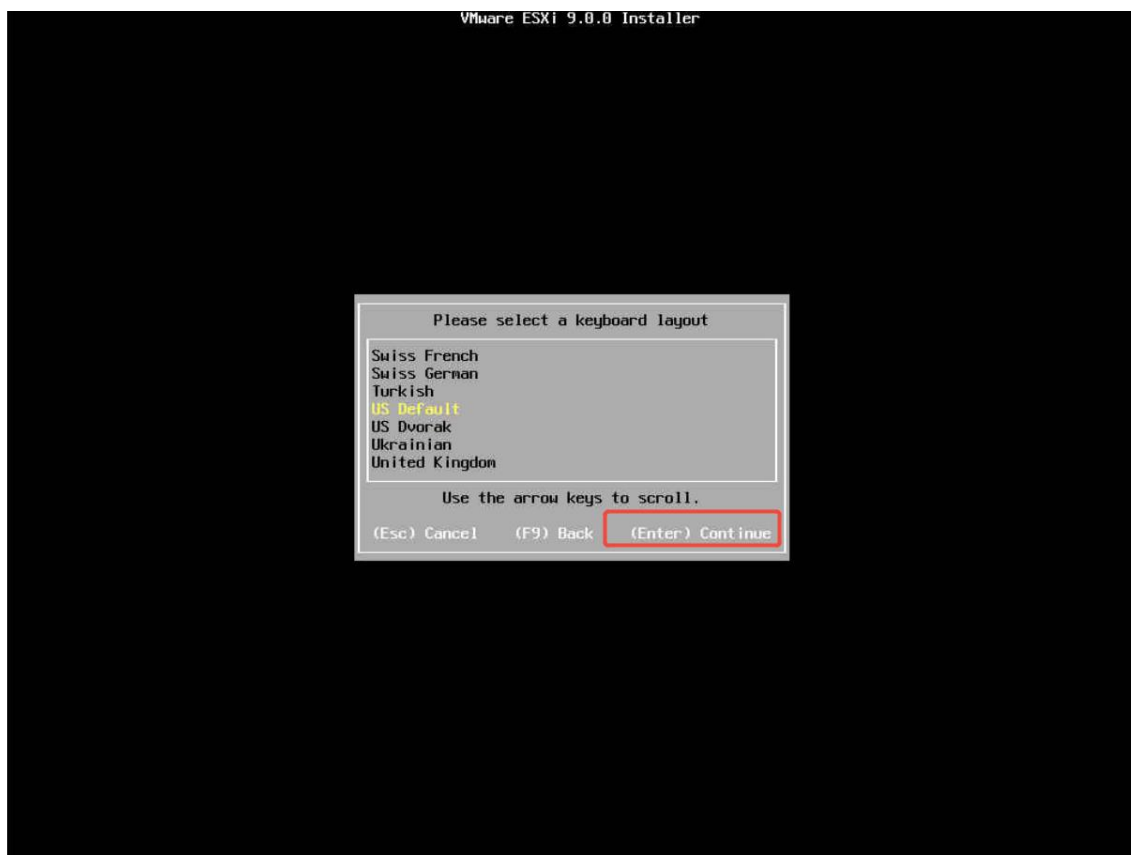 VMware ESXi 9.0.0 Installer
Please select a keyboard layout
Swiss French
Swiss German
Turkish
US Default
US Dvorak
Ukrainian
United Kingdom
Use the arrow keys to scroll.
(Esc) Cancel (F9) Back (Enter) Continue